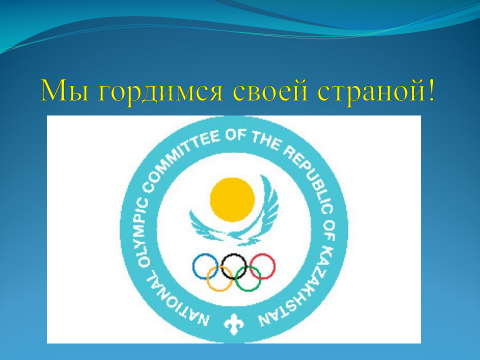 Мы гордимся своей страной!
NATIONAL OLYMPIC COMMITTEE OF THE REPUBLIC OF KAZAKHSTAN